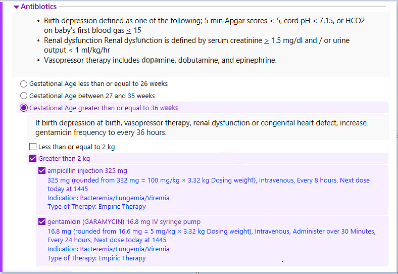 Antibiotics
• Birth depression defined as one of the following; 5 min Apgar scores < 5, cord pH < 7.15, or HCO2
on baby's first blood gas ≤ 15
• Renal dysfunction Renal dysfunction is defined by serum creatinine ≥ 1.5 mg/dl and / or urine
output < 1 ml/kg/hr
• Vasopressor therapy includes dopamine, dobutamine, and epinephrine.
Gestational Age less than or equal to 26 weeks
Gestational Age between 27 and 35 weeks
Gestational Age greater than or equal to 36 weeks
If birth depression at birth, vasopressor therapy, renal dysfunction or congenital heart defect, increase
gentamicin frequency to every 36 hours.
Less than or equal to 2 kg
Greater than 2 kg
ampicillin injection 325 mg
325 mg (rounded from 332 mg = 100 mg/kg × 3.32 kg Dosing weight), Intravenous, Every 8 hours, Next dose
today at 1445
Indication: Bacteremia/Fungemia/Viremia
Type of Therapy: Empiric Therapy
gentamicin (GARAMYCIN) 16.8 mg IV syringe pump
16.8 mg (rounded from 16.6 mg = 5 mg/kg × 3.32 kg Dosing weight), Intravenous, Administer over 30 Minutes,
Every 24 hours, Next dose today at 1445
Indication: Bacteremia/Fungemia/Viremia
Type of Therapy: Empiric Therapy